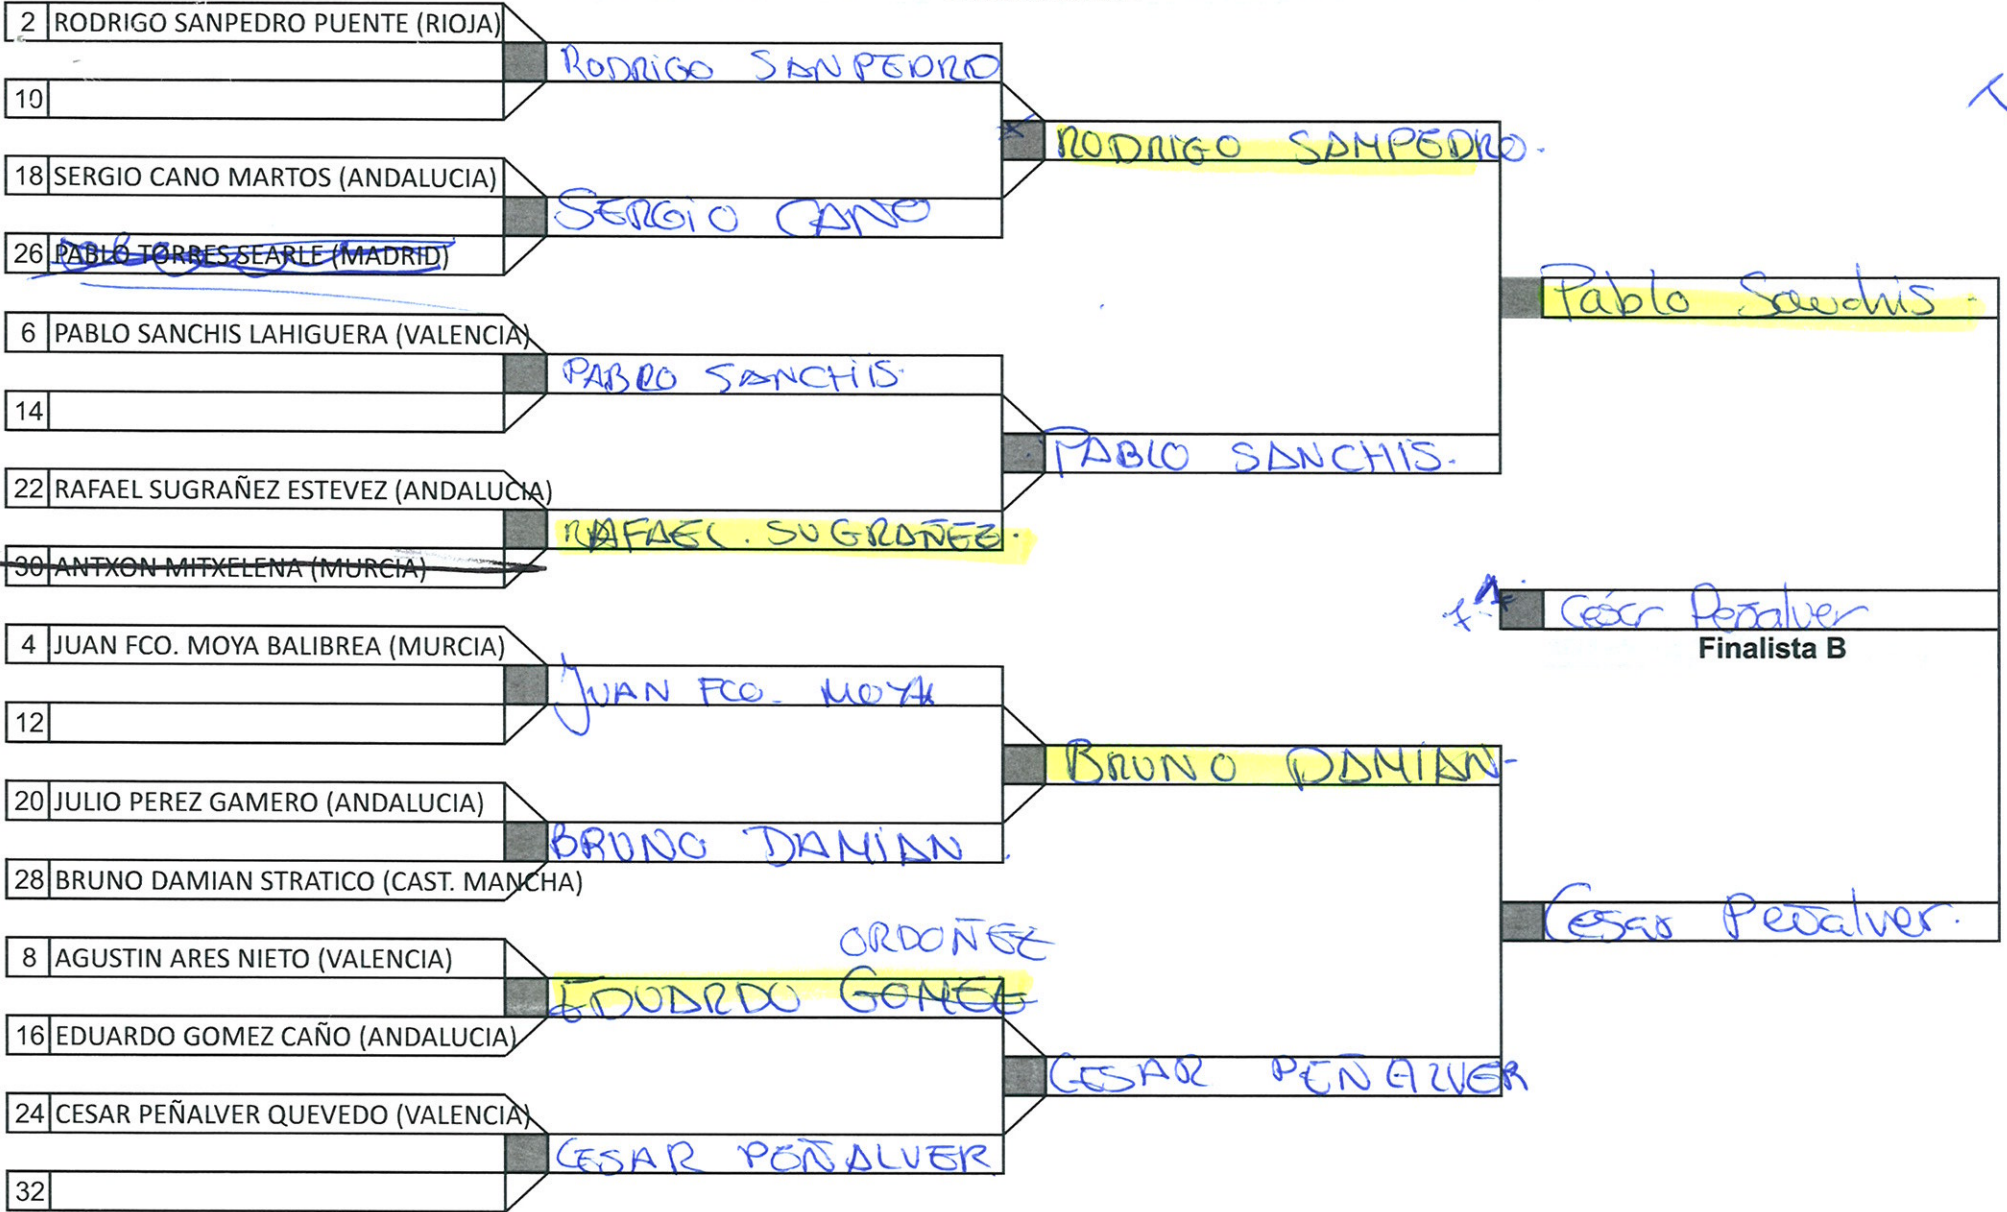 2 RODRIGO SANPEDRO PUENTE (RIOJA)
RODRIGO SANPEDRO
10
RODRIGO SAMPEDRO.
18 SERGIO CANO MARTOS (ANDALUCIA)
SERGIO CANO
26 PABLO TORRES SEARLE (MADRID)
Pablo Sanchis
6 PABLO SANCHIS LAHIGUERA (VALENCIA)
PABLO SANCHIS.
14
PABLO SANCHIS.
22 RAFAEL SUGRAÑEZ ESTEVEZ (ANDALUCIA)
RAFAEL. SUGRAÑEZ.
30 ANTXON MITXELENA (MURCIA)
César Peñalver
Finalista B
4 JUAN FCO. MOYA BALIBREA (MURCIA)
JUAN FCO. MOYA
12
BRUNO DAMIAN
20 JULIO PEREZ GAMERO (ANDALUCIA)
BRUNO DAMIAN.
28 BRUNO DAMIAN STRATICO (CAST. MANCHA)
Cesar Peñalver.
ORDOÑEZ
8 AGUSTIN ARES NIETO (VALENCIA)
EDUARDO GOMEZ
16 EDUARDO GOMEZ CAÑO (ANDALUCIA)
CESAR PEÑALVER
24 CESAR PEÑALVER QUEVEDO (VALENCIA)
CESAR PEÑALVER
32